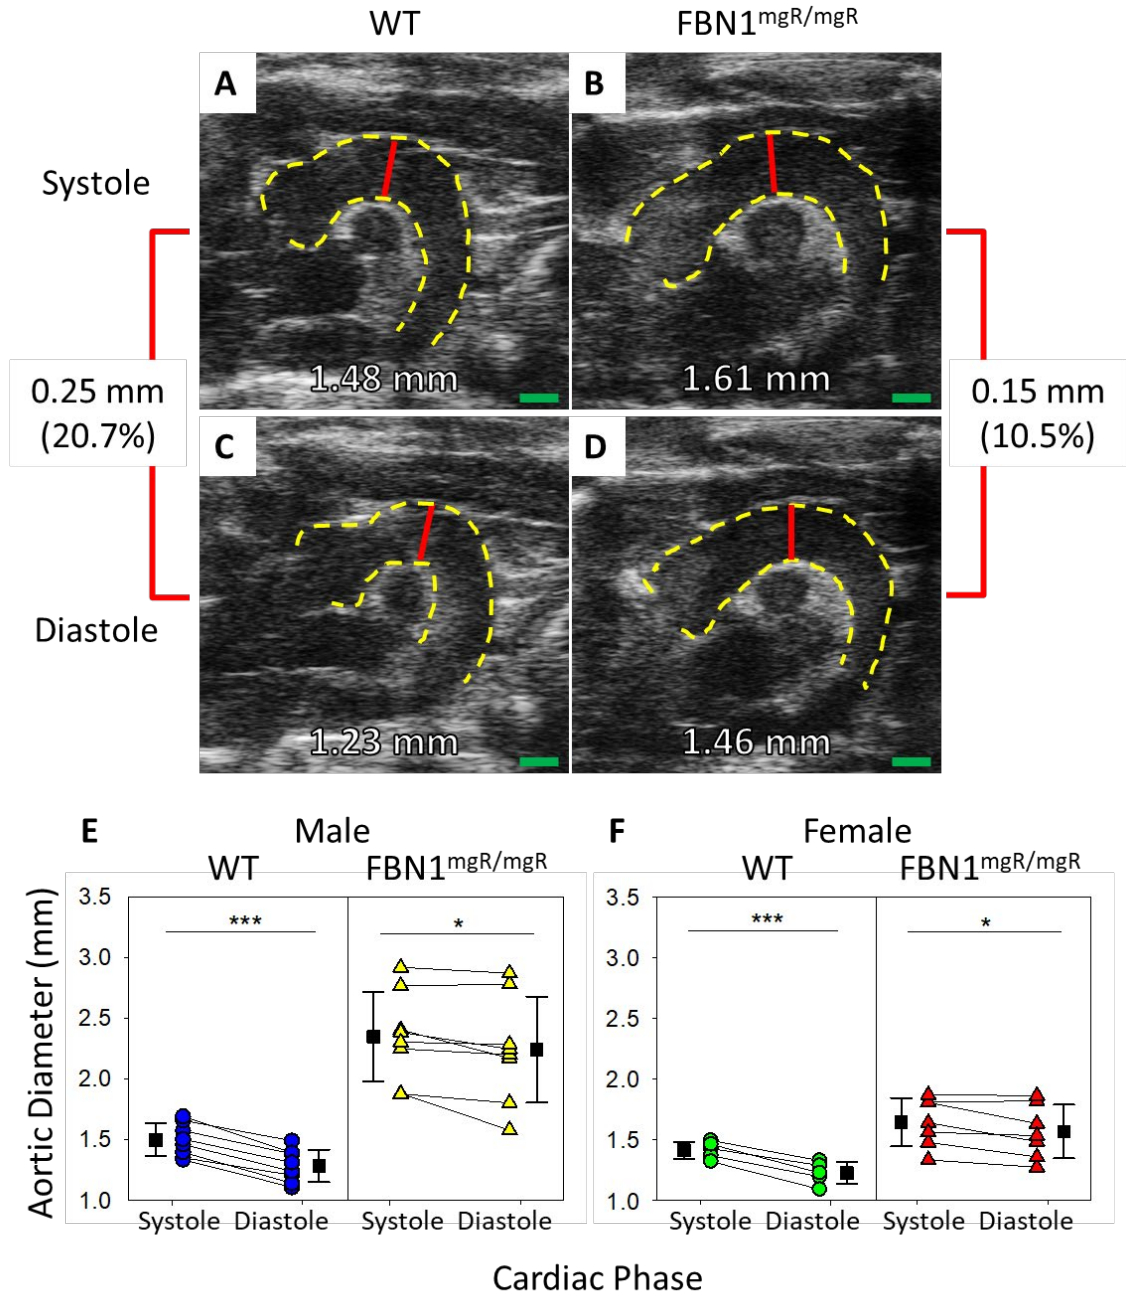 WT FBN1mgR/mgR
A B
Systole
1.48 mm 1.61 mm
0.25 mm
(20.7%)
0.15 mm
(10.5%)
C D
Diastole
1.23 mm 1.46 mm
E Male F Female
WT FBN1mgR/mgR WT FBN1mgR/mgR
Aortic Diameter (mm)
3.5 3.5
*** * *** *
3.0 3.0
2.5 2.5
2.0 2.0
1.5 1.5
1.0 1.0
Systole Diastole Systole Diastole Systole Diastole Systole Diastole
Cardiac Phase